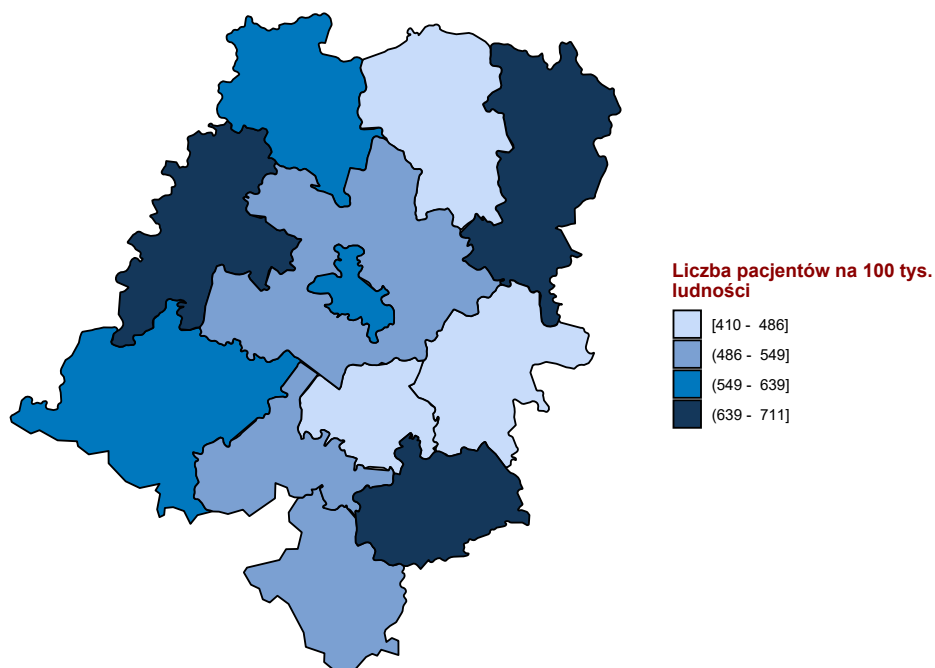 Liczba pacjentów na 100 tys.
ludności
[410 - 486]
(486 - 549]
(549 - 639]
(639 - 711]